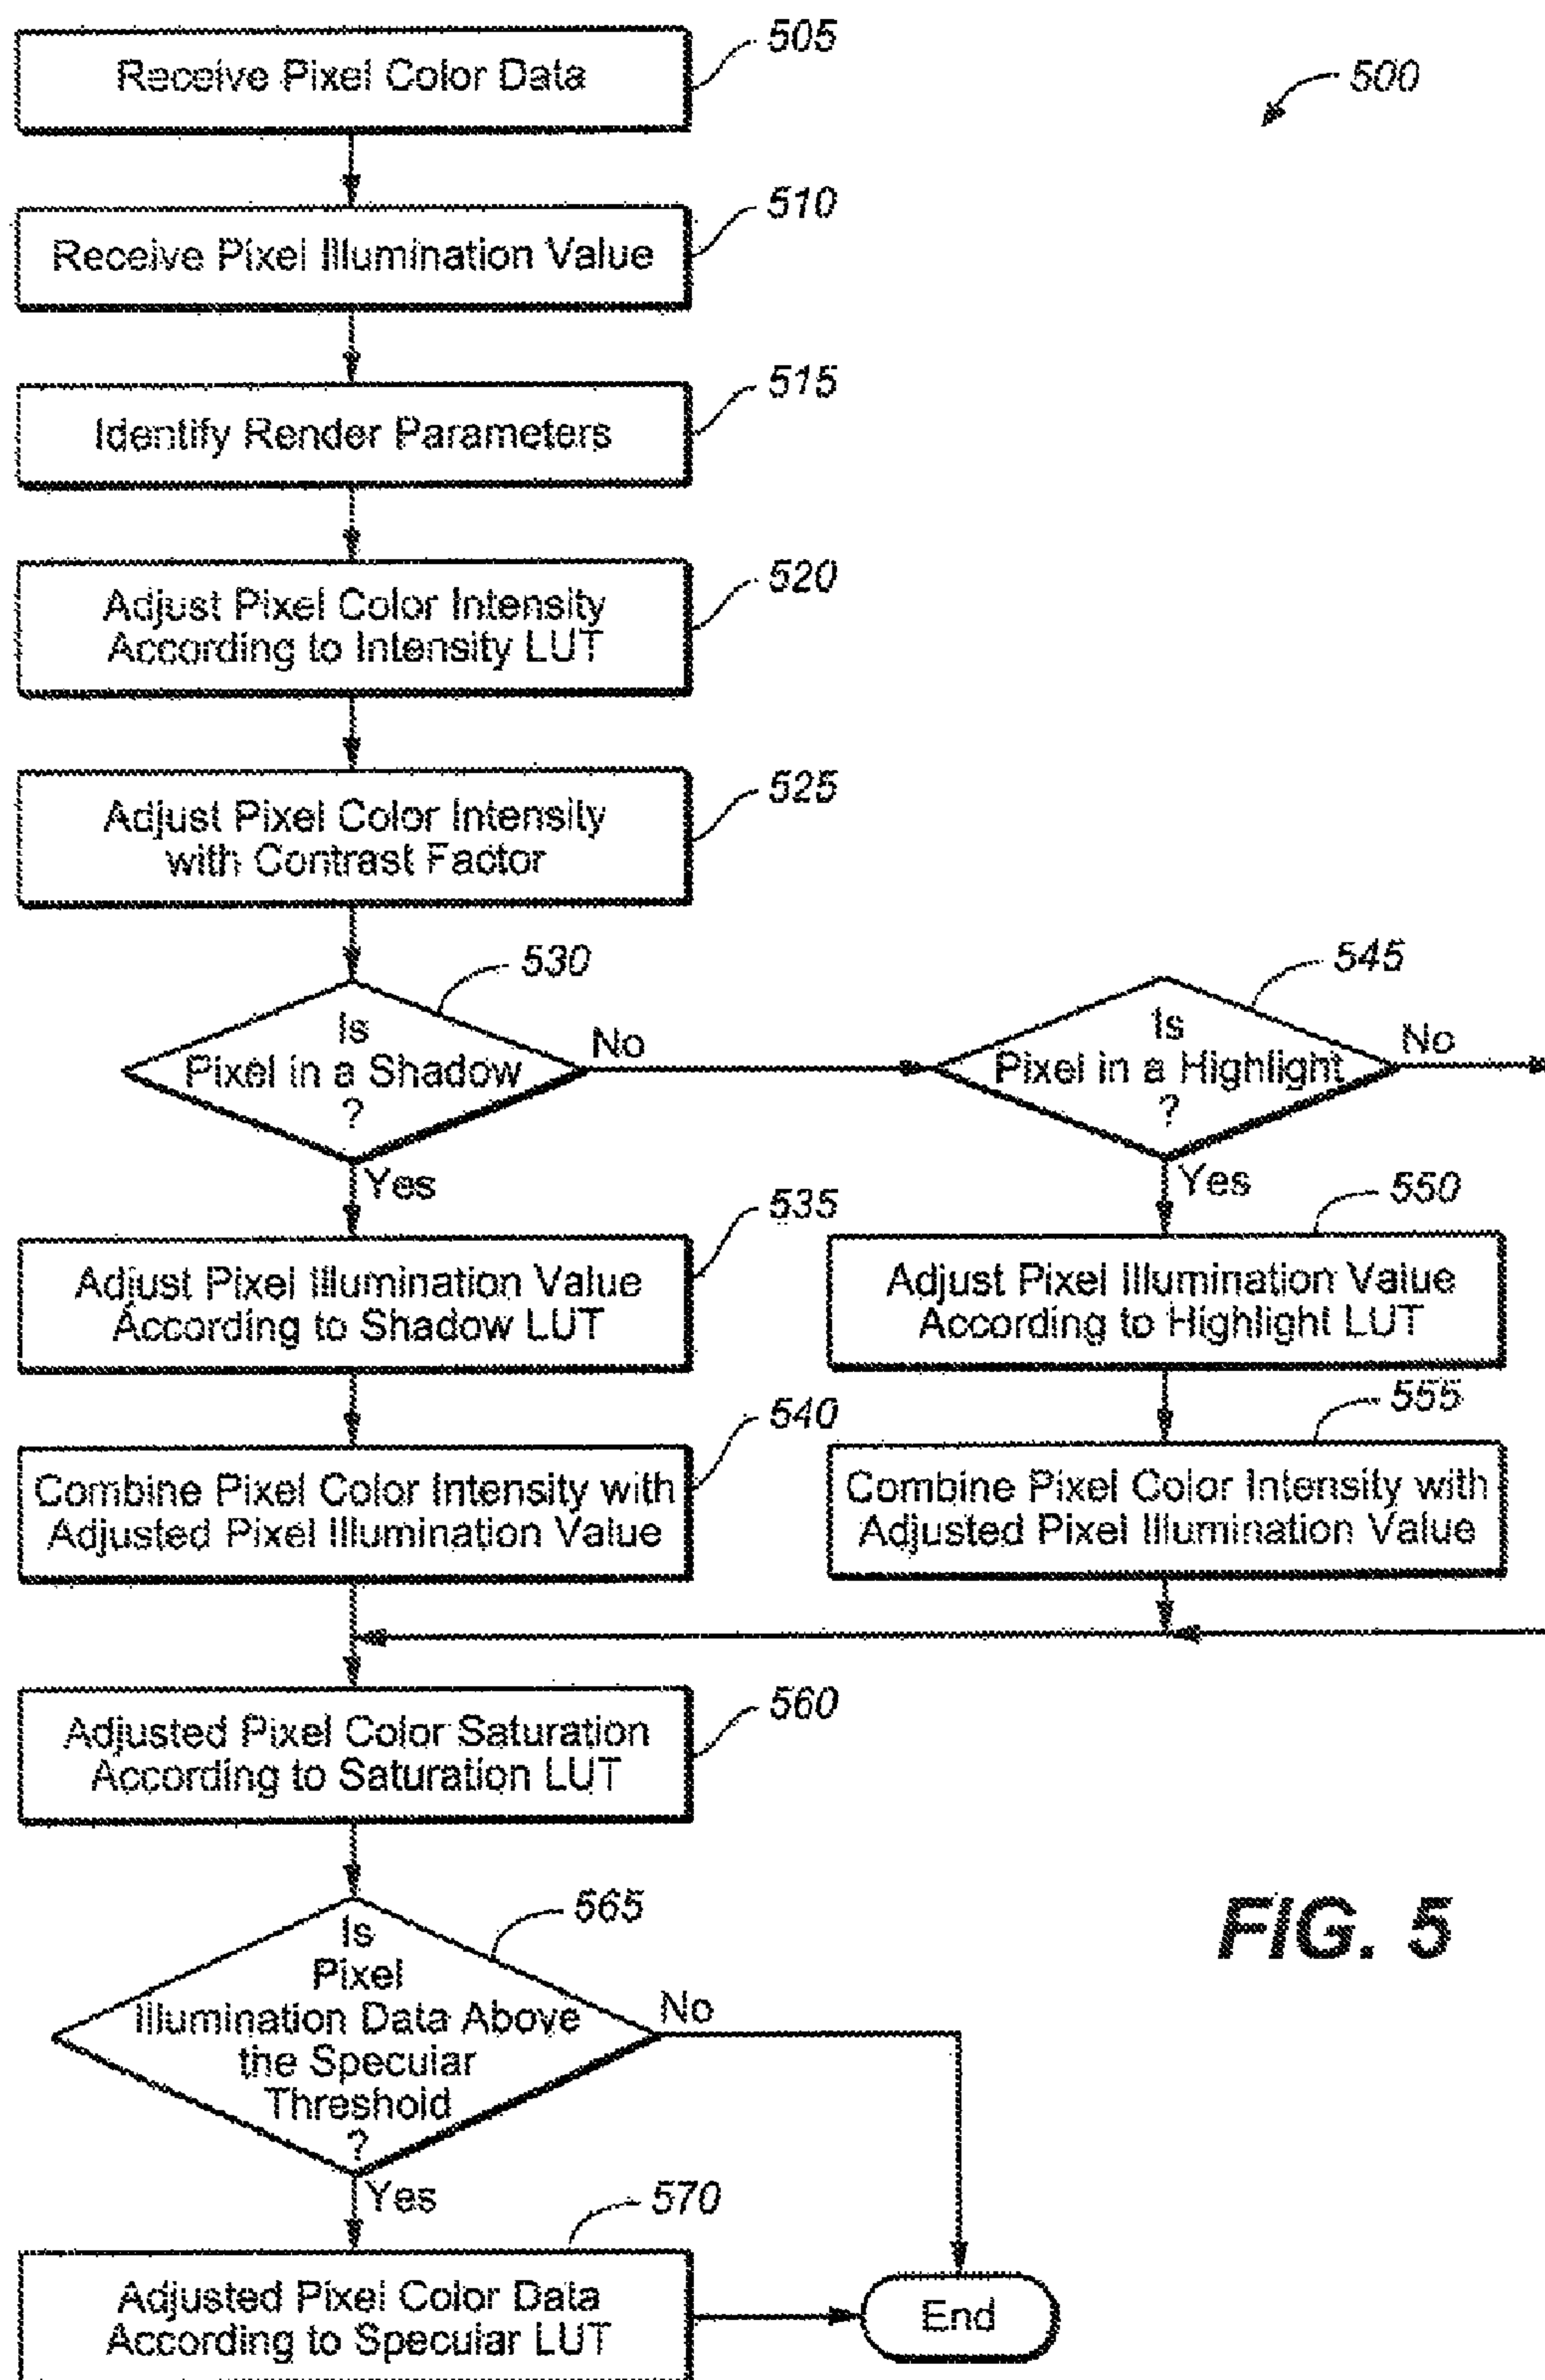 505
Receive Pixel Color Data
500
510
Receive Pixel Illumination Value
515
Identify Render Parameters
520
Adjust Pixel Color Intensity
According to Intensity LUT
525
Adjust Pixel Color Intensity
with Contrast Factor
530
Is
Pixel in a Shadow
?
No
Yes
545
Is
Pixel in a Highlight
?
No
Yes
535
Adjust Pixel Illumination Value
According to Shadow LUT
550
Adjust Pixel Illumination Value
According to Highlight LUT
540
Combine Pixel Color Intensity with
Adjusted Pixel Illumination Value
555
Combine Pixel Color Intensity with
Adjusted Pixel Illumination Value
560
Adjusted Pixel Color Saturation
According to Saturation LUT
565
Is
Pixel
Illumination Data Above
the Specular
Threshold
?
No
Yes
FIG. 5
570
Adjusted Pixel Color Data
According to Specular LUT
End